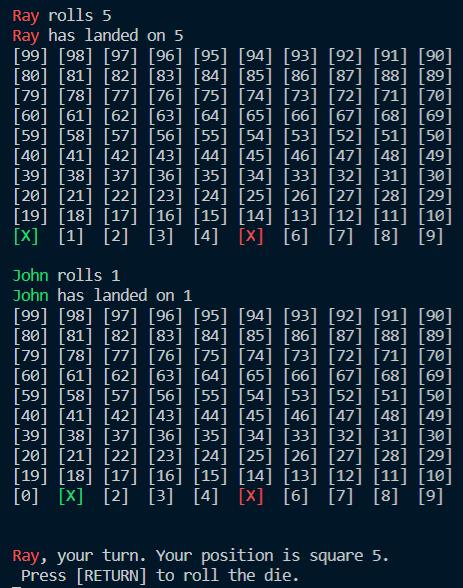 Ray rolls 5
Ray has landed on 5
[99] [98] [97] [96] [95] [94] [93] [92] [91] [90]
[80] [81] [82] [83] [84] [85] [86] [87] [88] [89]
[79] [78] [77] [76] [75] [74] [73] [72] [71] [70]
[60] [61] [62] [63] [64] [65] [66] [67] [68] [69]
[59] [58] [57] [56] [55] [54] [53] [52] [51] [50]
[40] [41] [42] [43] [44] [45] [46] [47] [48] [49]
[39] [38] [37] [36] [35] [34] [33] [32] [31] [30]
[20] [21] [22] [23] [24] [25] [26] [27] [28] [29]
[19] [18] [17] [16] [15] [14] [13] [12] [11] [10]
[X] [1] [2] [3] [4] [X] [6] [7] [8] [9]
John rolls 1
John has landed on 1
[99] [98] [97] [96] [95] [94] [93] [92] [91] [90]
[80] [81] [82] [83] [84] [85] [86] [87] [88] [89]
[79] [78] [77] [76] [75] [74] [73] [72] [71] [70]
[60] [61] [62] [63] [64] [65] [66] [67] [68] [69]
[59] [58] [57] [56] [55] [54] [53] [52] [51] [50]
[40] [41] [42] [43] [44] [45] [46] [47] [48] [49]
[39] [38] [37] [36] [35] [34] [33] [32] [31] [30]
[20] [21] [22] [23] [24] [25] [26] [27] [28] [29]
[19] [18] [17] [16] [15] [14] [13] [12] [11] [10]
[0] [X] [2] [3] [4] [X] [6] [7] [8] [9]
Ray, your turn. Your position is square 5.
Press [RETURN] to roll the die.